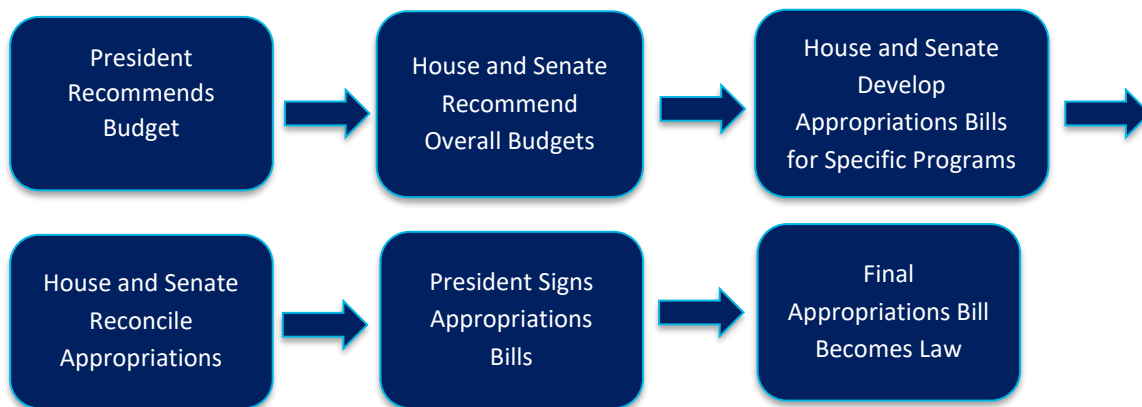 President
Recommends
Budget
House and Senate
Recommend
Overall Budgets
House and Senate
Develop
Appropriations Bills
for Specific Programs
House and Senate
Reconcile
Appropriations
President Signs
Appropriations
Bills
Final
Appropriations Bill
Becomes Law